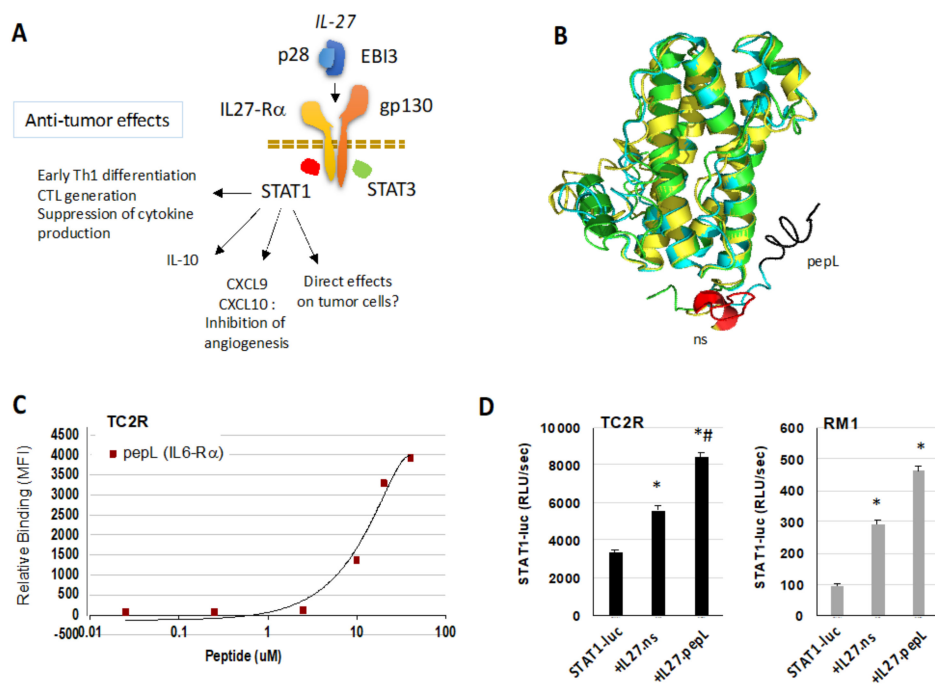 A
IL-27
p28
EBI3
IL27-Rα
gp130
Anti-tumor effects
STAT1
STAT3
Early Th1 differentiation
CTL generation
Suppression of cytokine
production
IL-10
CXCL9
CXCL10 :
Inhibition of
angiogenesis
Direct effects
on tumor cells?
B
pepL
ns
C
TC2R
pepL (IL6-Rα)
Relative Binding (MFI)
4500
4000
3500
3000
2500
2000
1500
1000
500
0
-500
0.01
0.1
1
10
100
Peptide (uM)
D
TC2R
STAT1-luc (RLU/sec)
10000
8000
6000
4000
2000
0
*
*#
STAT1-luc
+IL27.ns
+IL27.pepL
RM1
STAT1-luc (RLU/sec)
600
500
400
300
200
100
0
*
*
STAT1-luc
+IL27.ns
+IL27.pepL